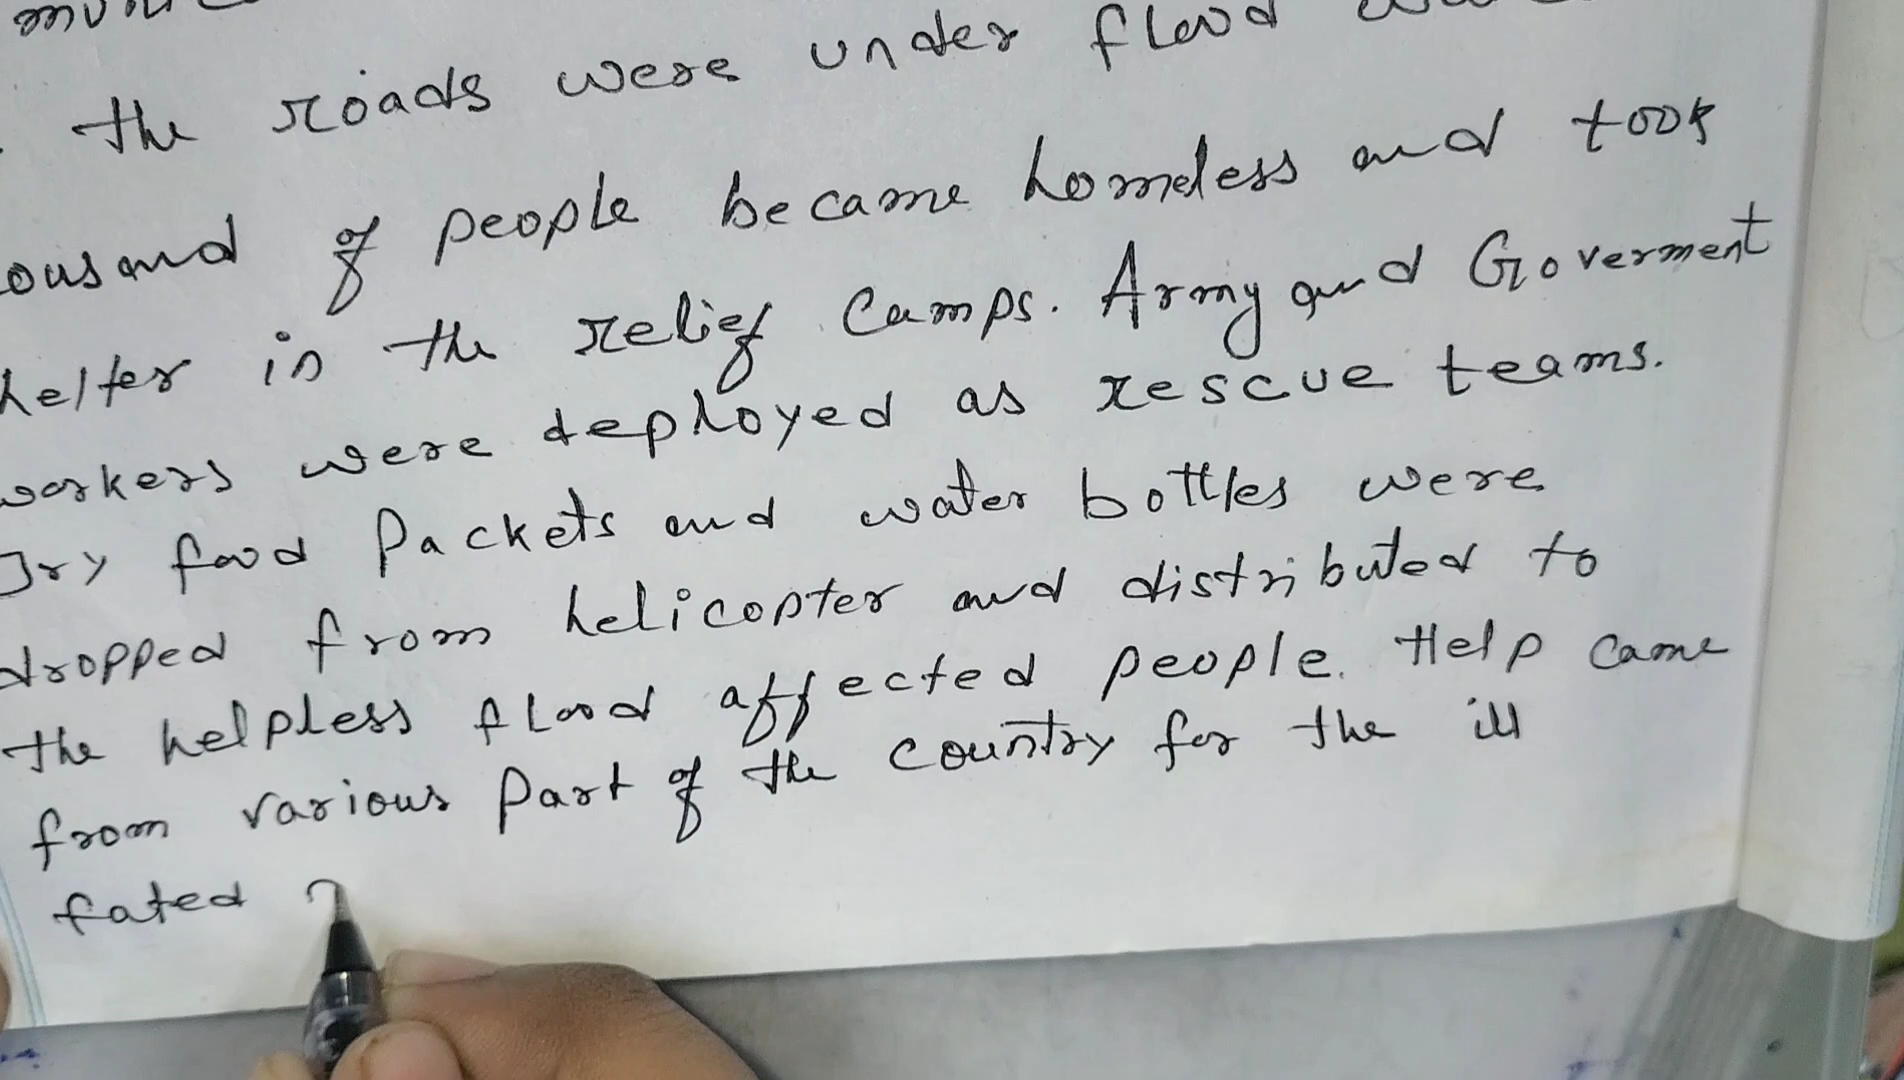 the roads were under flood
ousand of people became homeless and took
helter in the relief Camps. Army and Goverment
workers were deployed as rescue teams.
Dry food Packets and water bottles were
dropped from helicopter and distributed to
the helpless flood affected people. Help came
from various part of the country for the ill
fated